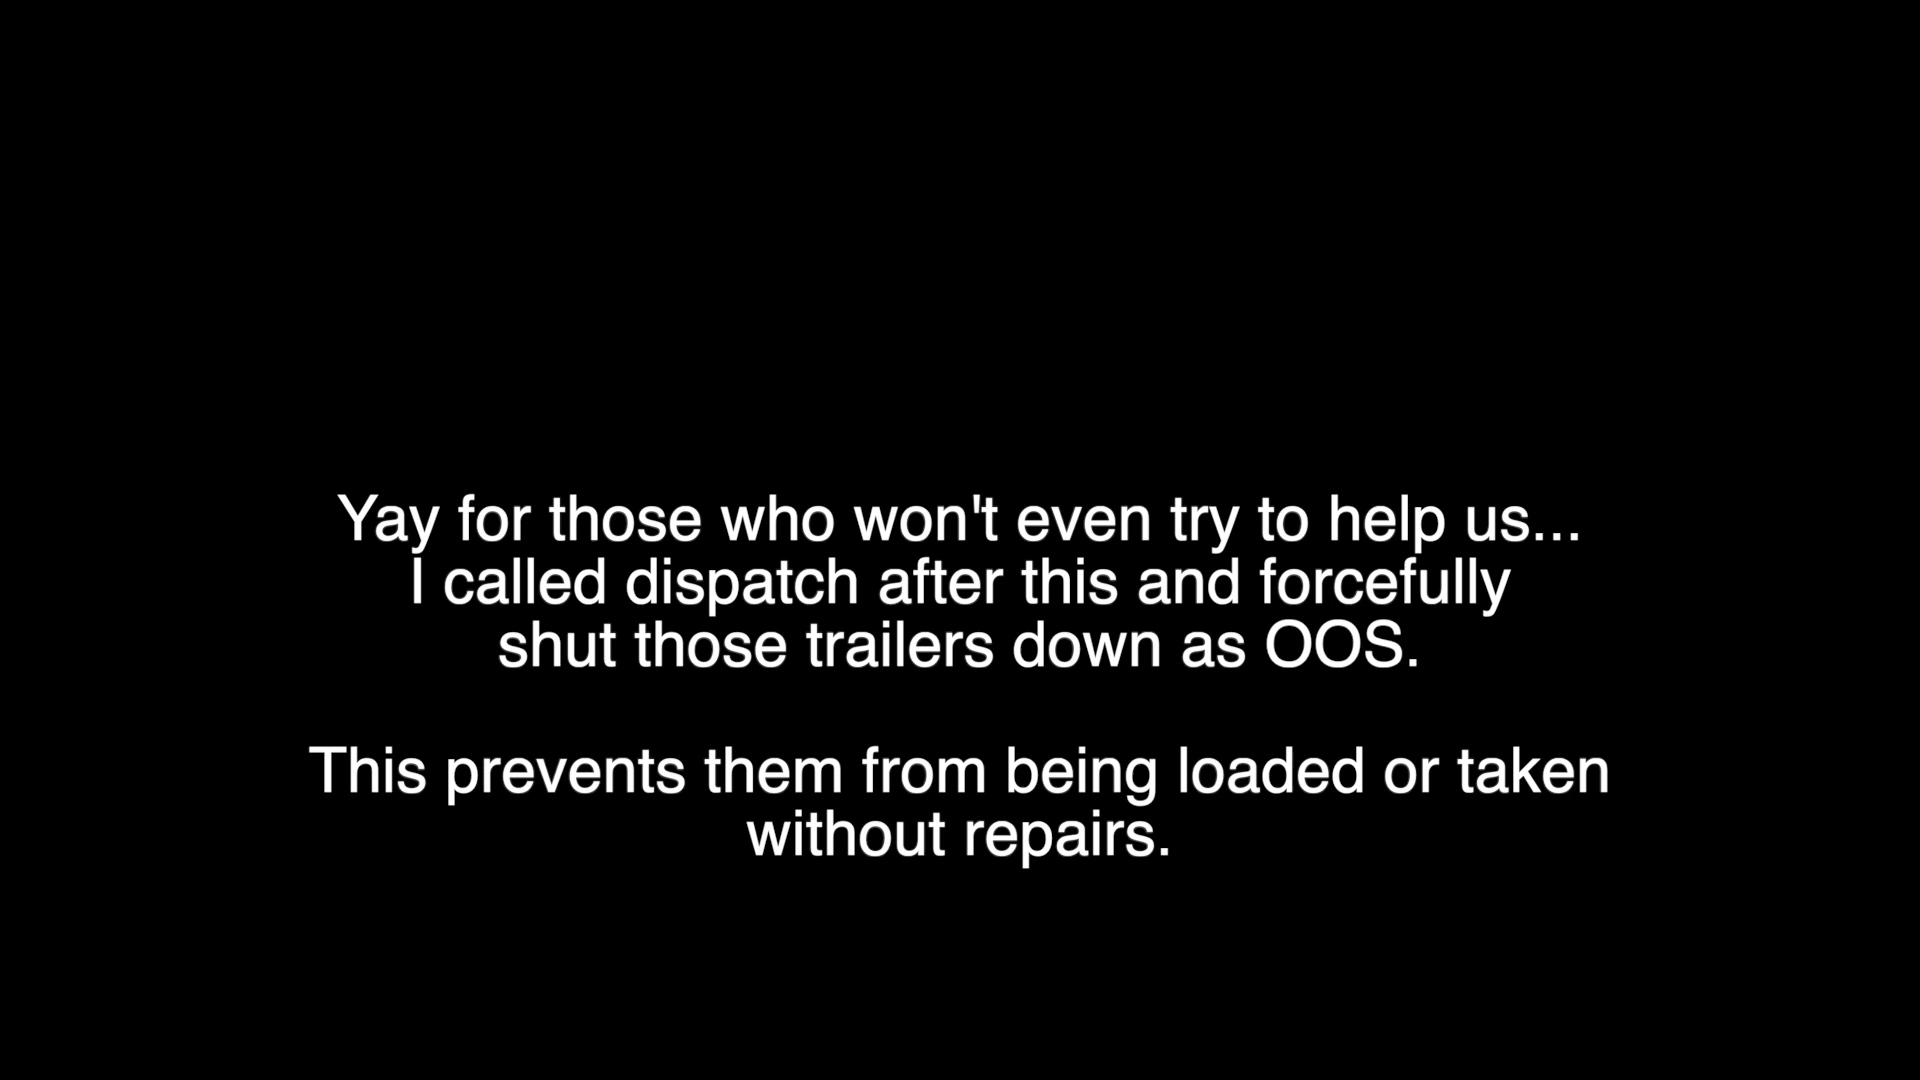 Yay for those who won't even try to help us...
I called dispatch after this and forcefully
shut those trailers down as OOS.
This prevents them from being loaded or taken
without repairs.